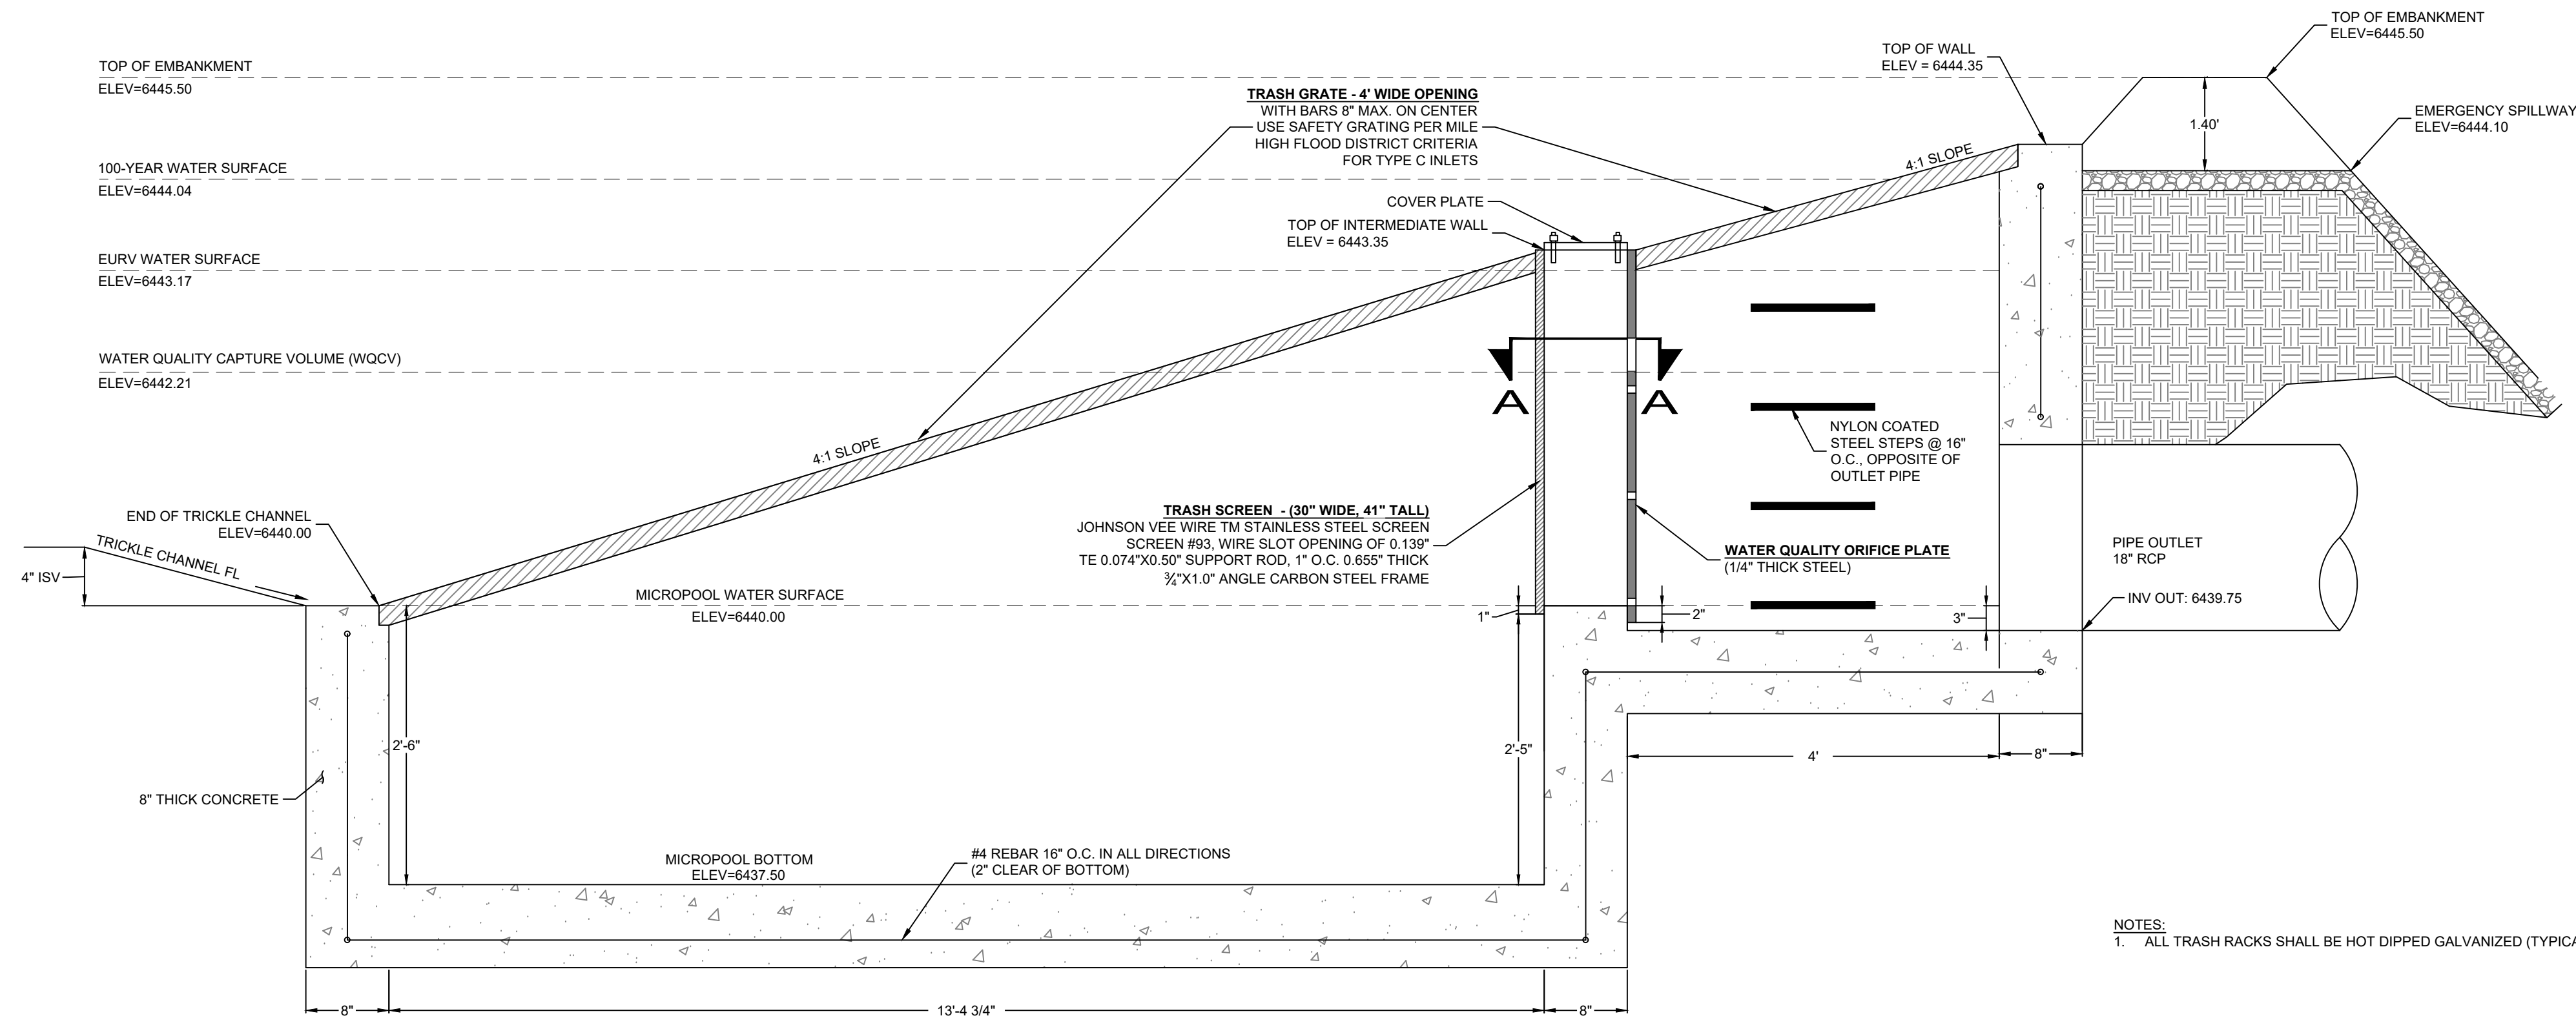 TOP OF EMBANKMENT
ELEV=6445.50
100-YEAR WATER SURFACE
ELEV=6444.04
EURV WATER SURFACE
ELEV=6443.17
WATER QUALITY CAPTURE VOLUME (WQCV)
ELEV=6442.21
END OF TRICKLE CHANNEL
ELEV=6440.00
TRICKLE CHANNEL FL
4" ISV
4:1 SLOPE
TRASH GRATE - 4' WIDE OPENING
WITH BARS 8" MAX. ON CENTER
USE SAFETY GRATING PER MILE
HIGH FLOOD DISTRICT CRITERIA
FOR TYPE C INLETS
COVER PLATE
TOP OF INTERMEDIATE WALL
ELEV = 6443.35
TOP OF WALL
ELEV = 6444.35
4:1 SLOPE
TOP OF EMBANKMENT
ELEV=6445.50
1.40'
EMERGENCY SPILLWAY
ELEV=6444.10
A
A
NYLON COATED
STEEL STEPS @ 16"
O.C., OPPOSITE OF
OUTLET PIPE
TRASH SCREEN - (30" WIDE, 41" TALL)
JOHNSON VEE WIRE TM STAINLESS STEEL SCREEN
SCREEN #93, WIRE SLOT OPENING OF 0.139"
TE 0.074"X0.50" SUPPORT ROD, 1" O.C. 0.655" THICK
¾"X1.0" ANGLE CARBON STEEL FRAME
WATER QUALITY ORIFICE PLATE
(1/4" THICK STEEL)
PIPE OUTLET
18" RCP
INV OUT: 6439.75
MICROPOOL WATER SURFACE
ELEV=6440.00
1"
2"
3"
2'-6"
2'-5"
4'
8"
8" THICK CONCRETE
MICROPOOL BOTTOM
ELEV=6437.50
#4 REBAR 16" O.C. IN ALL DIRECTIONS
(2" CLEAR OF BOTTOM)
8"
13'-4 3/4"
8"
NOTES:
1. ALL TRASH RACKS SHALL BE HOT DIPPED GALVANIZED